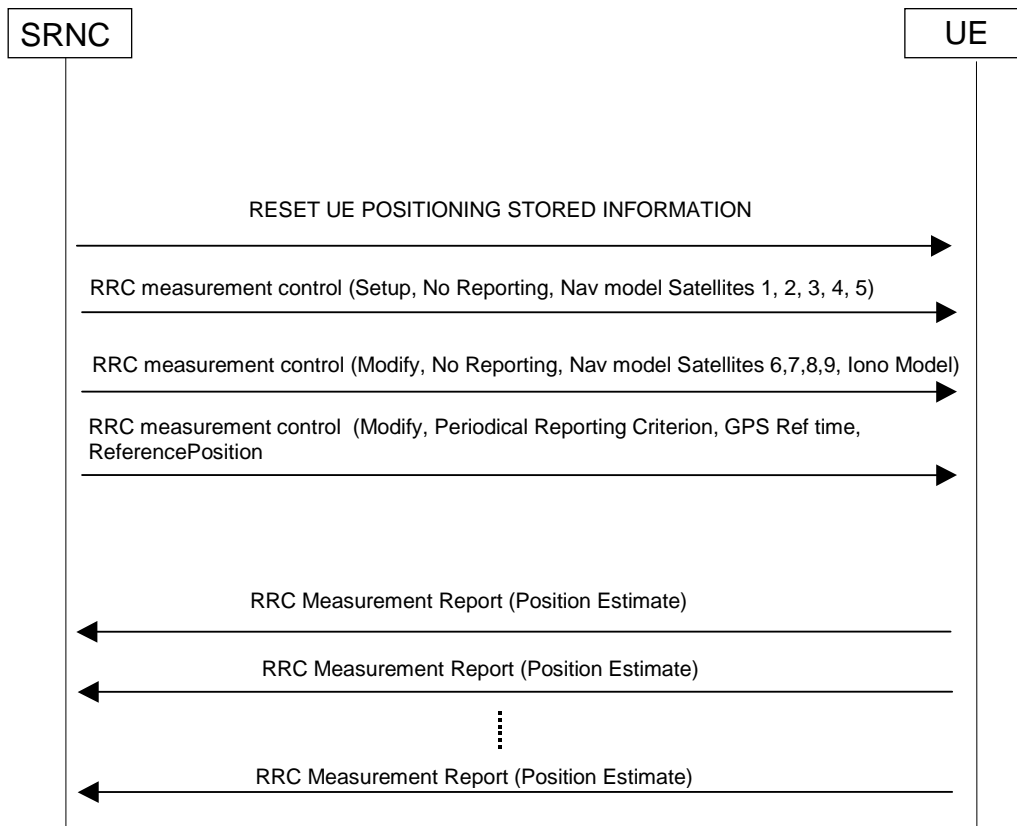 SRNC
UE
RESET UE POSITIONING STORED INFORMATION
RRC measurement control (Setup, No Reporting, Nav model Satellites 1, 2, 3, 4, 5)
RRC measurement control (Modify, No Reporting, Nav model Satellites 6,7,8,9, Iono Model)
RRC measurement control (Modify, Periodical Reporting Criterion, GPS Ref time,
ReferencePosition
RRC Measurement Report (Position Estimate)
RRC Measurement Report (Position Estimate)
RRC Measurement Report (Position Estimate)